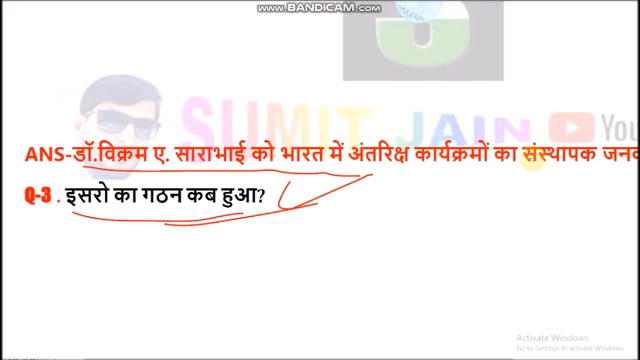 www.BANDICAM.com
SUMIT JAIN YouTube
ANS-डॉ.विक्रम ए. साराभाई को भारत में अंतरिक्ष कार्यक्रमों का संस्थापक जनक
Q-3 . इसरो का गठन कब हुआ?
Activate Windows
Go to Settings to activate Windows.